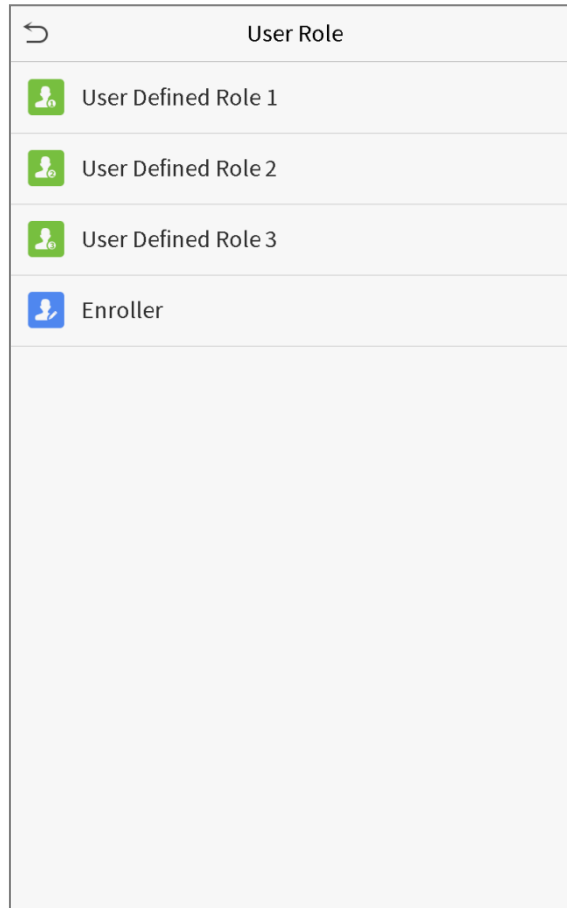 User Role
User Defined Role 1
User Defined Role 2
User Defined Role 3
Enroller